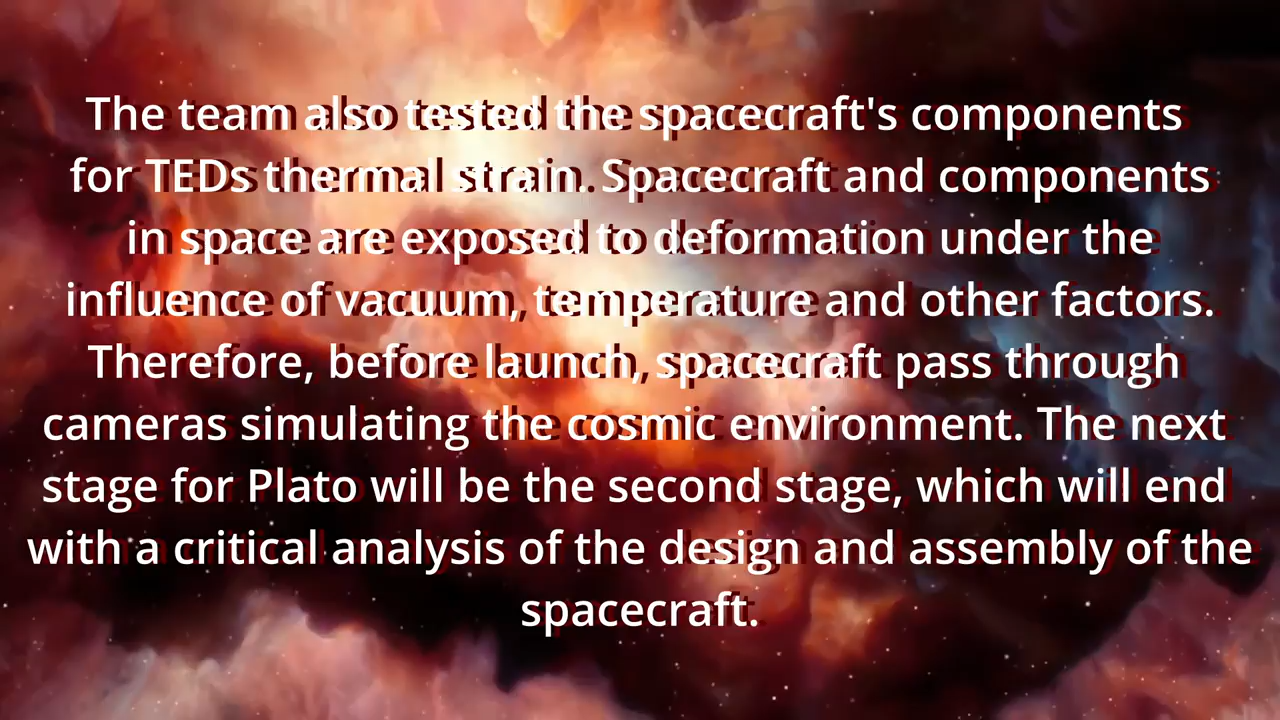 The team also tested the spacecraft's components
for TEDs thermal strain. Spacecraft and components
in space are exposed to deformation under the
influence of vacuum, temperature and other factors.
Therefore, before launch, spacecraft pass through
cameras simulating the cosmic environment. The next
stage for Plato will be the second stage, which will end
with a critical analysis of the design and assembly of the
spacecraft.